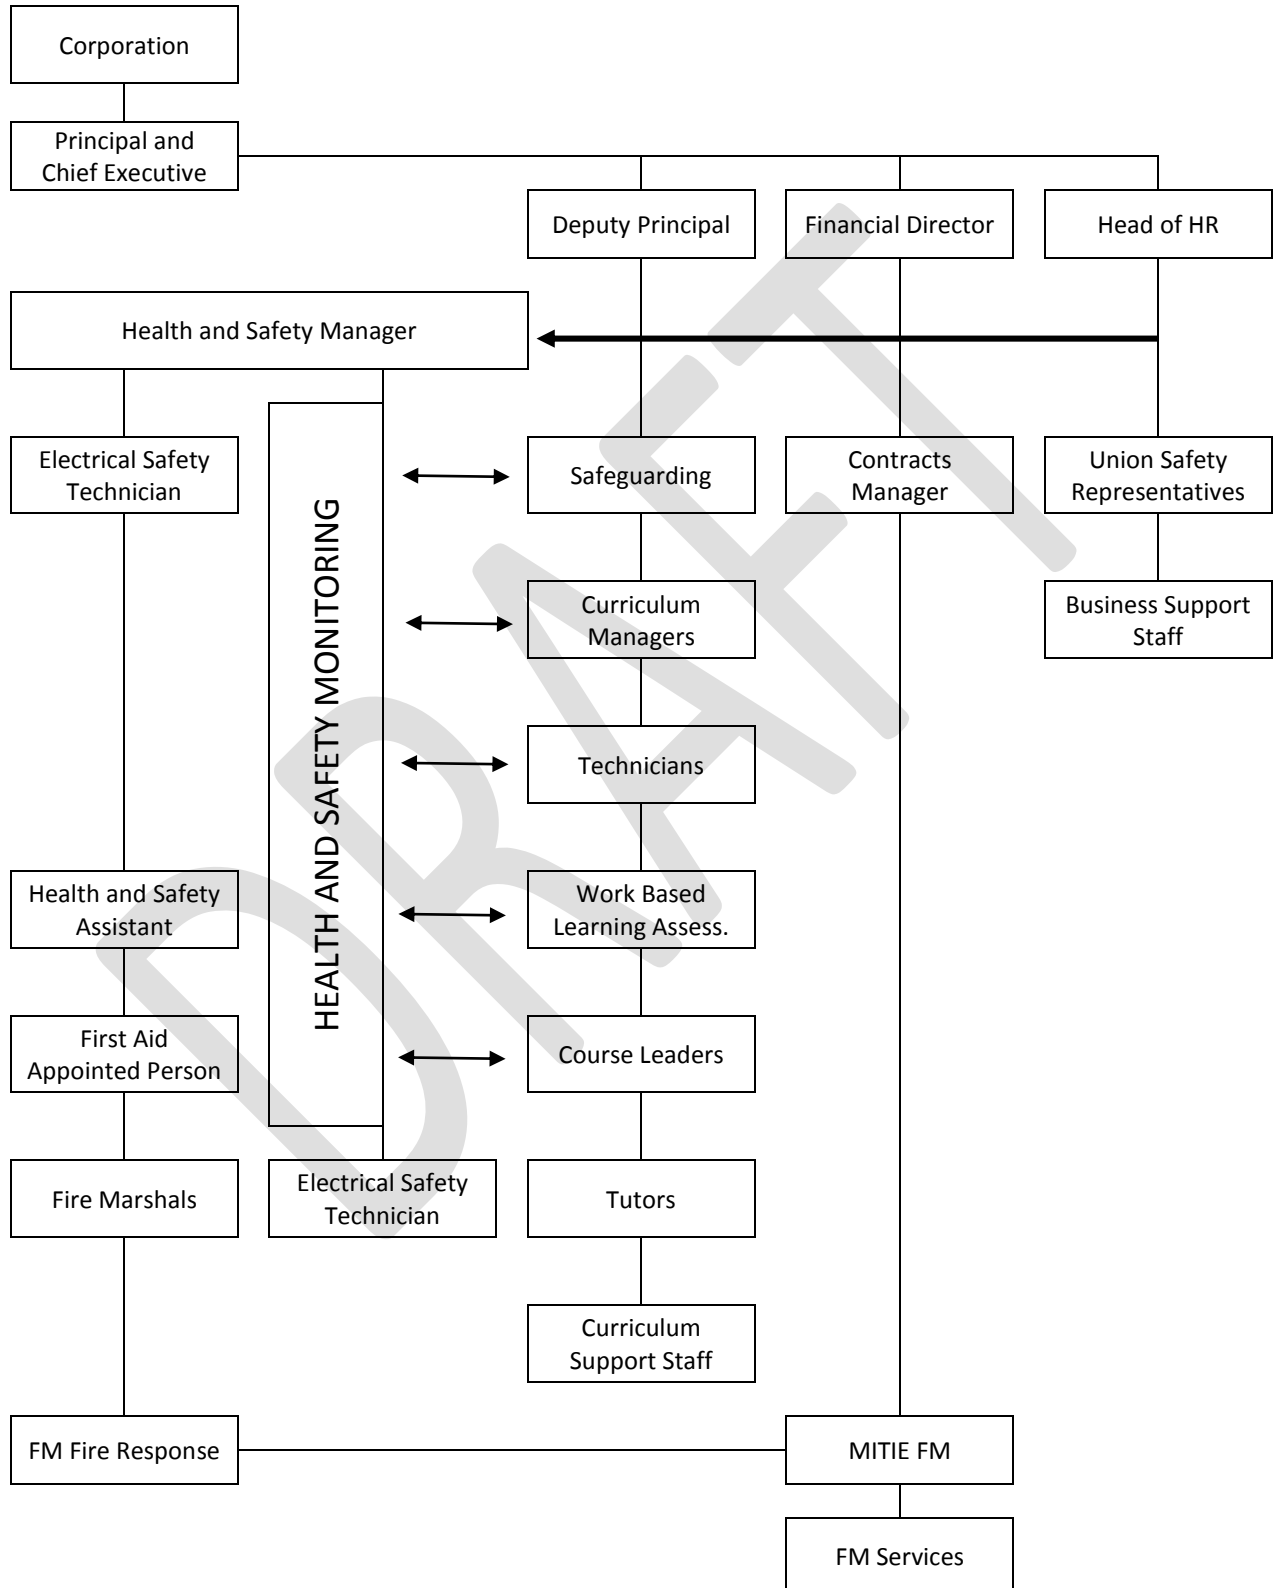 Corporation
Principal and
Chief Executive
Deputy Principal
Financial Director
Head of HR
Health and Safety Manager
Electrical Safety
Technician
HEALTH AND SAFETY MONITORING
Safeguarding
Contracts
Manager
Union Safety
Representatives
Curriculum
Managers
Business Support
Staff
Technicians
Health and Safety
Assistant
Work Based
Learning Assess.
First Aid
Appointed Person
Course Leaders
Fire Marshals
Electrical Safety
Technician
Tutors
Curriculum
Support Staff
FM Fire Response
MITIE FM
FM Services
DRAFT